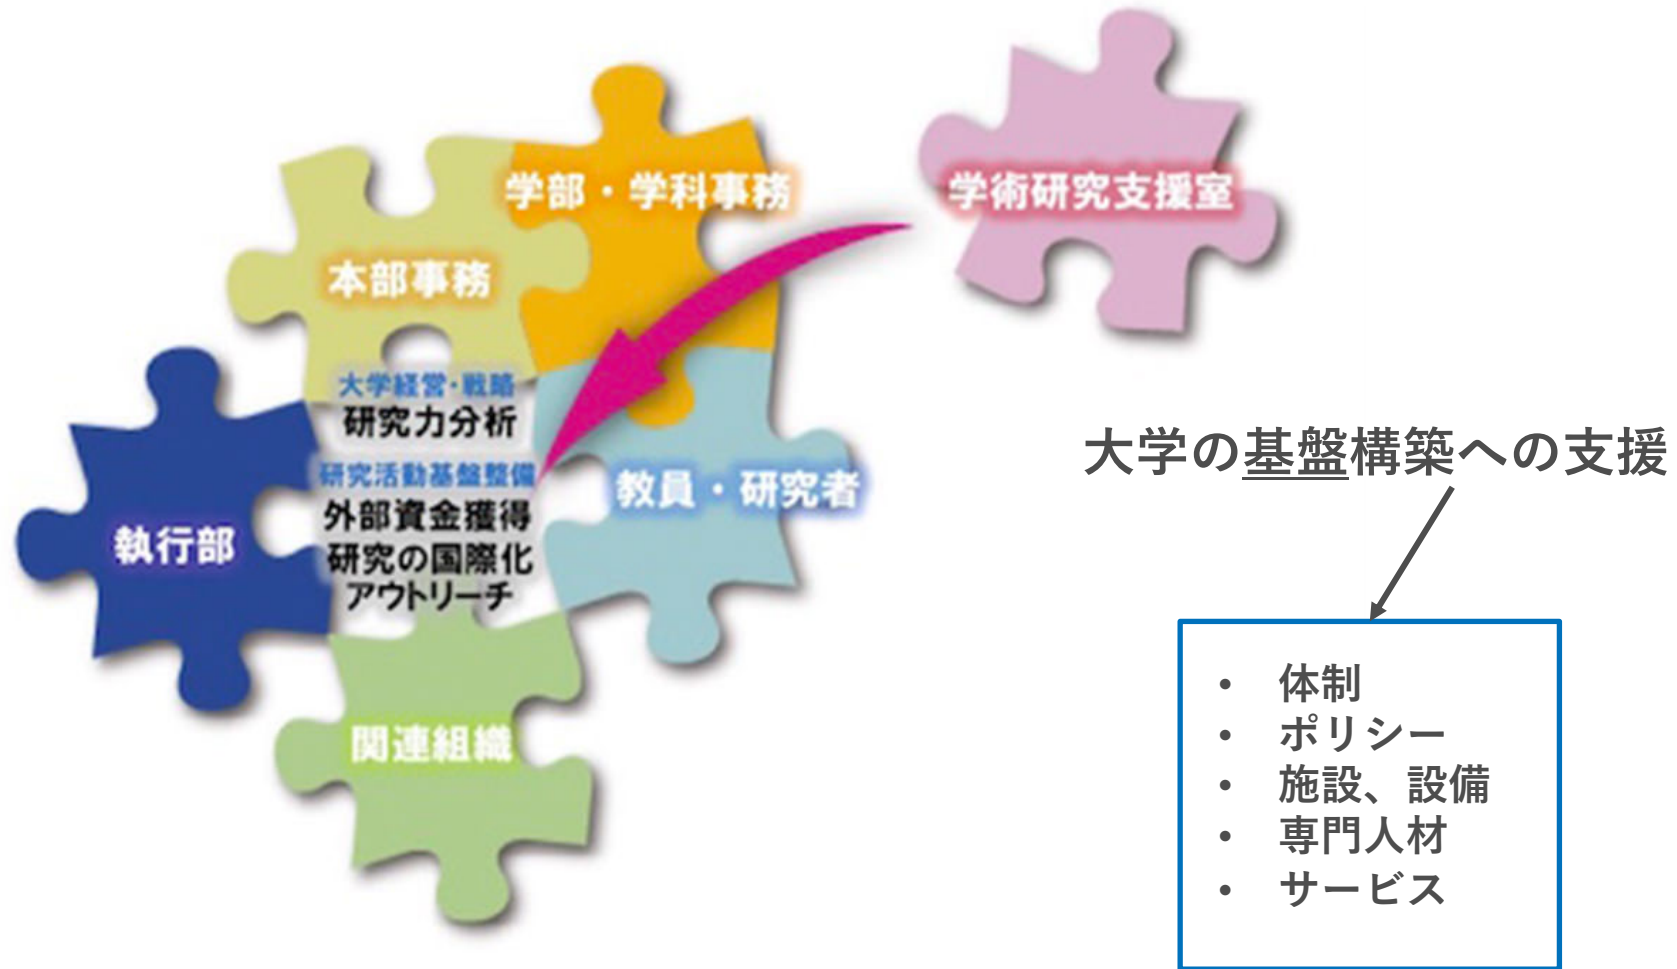 学部・学科事務
学術研究支援室
本部事務
大学経営・戦略
研究力分析
研究活動基盤整備
外部資金獲得
研究の国際化
アウトリーチ
教員・研究者
執行部
関連組織
大学の基盤構築への支援
• 体制
• ポリシー
• 施設、設備
• 専門人材
• サービス